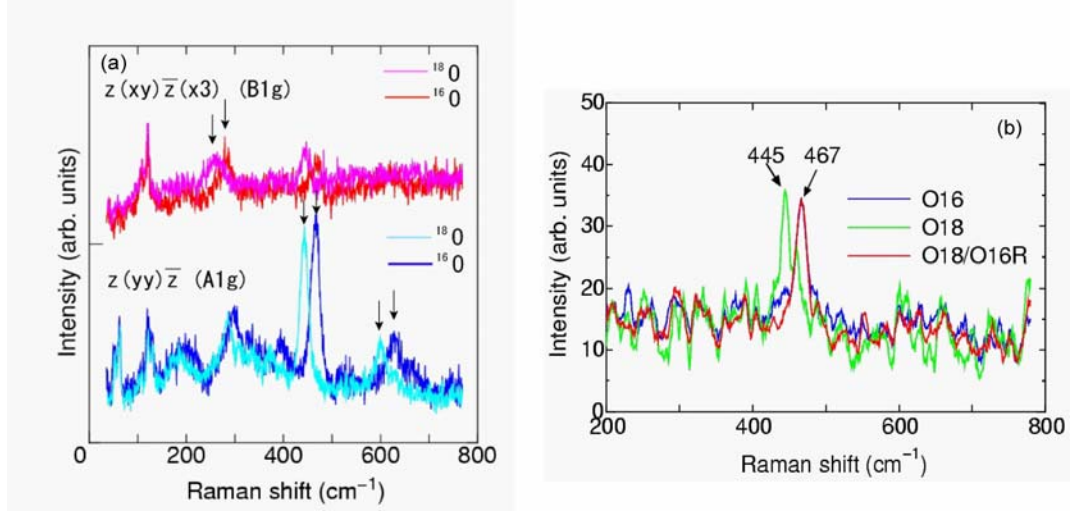 (a)
z(xy)z̅(x3) (B1g)
¹⁸O
¹⁶O
¹⁸O
¹⁶O
z(yy)z̅ (A1g)
Intensity (arb. units)
0 200 400 600 800
Raman shift (cm⁻¹)
(b)
50
40
30
20
10
0
445 467
O16
O18
O18/O16R
Intensity (arb. units)
200 400 600 800
Raman shift (cm⁻¹)